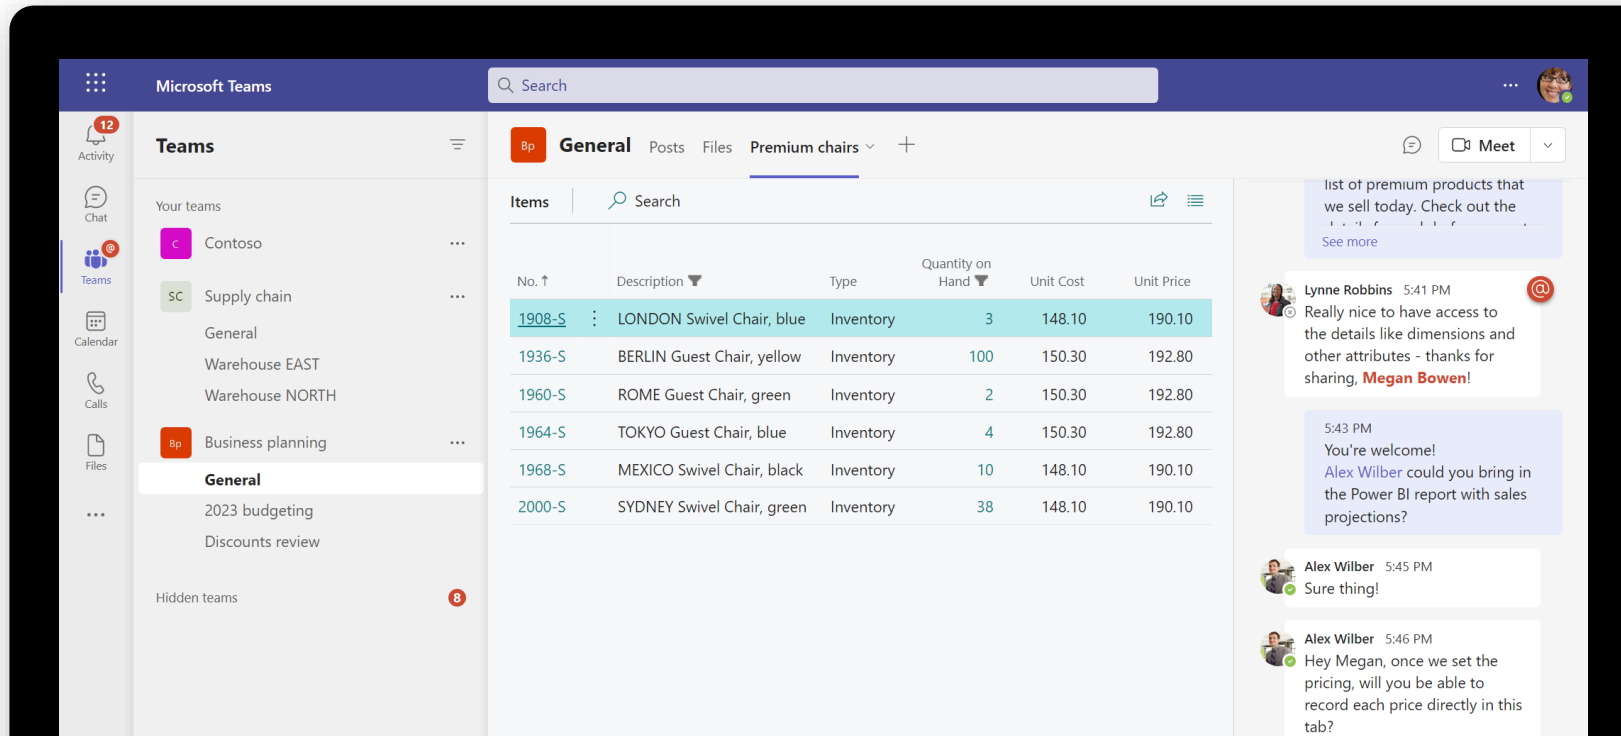 Microsoft Teams
Search
12
Activity
Chat
@
Teams
Calendar
Calls
Files
Teams
Your teams
C Contoso
SC Supply chain
General
Warehouse EAST
Warehouse NORTH
Bp Business planning
General
2023 budgeting
Discounts review
Hidden teams 8
Bp General Posts Files Premium chairs
Meet
Items Search
No. Description Type Quantity on Hand Unit Cost Unit Price
1908-S LONDON Swivel Chair, blue Inventory 3 148.10 190.10
1936-S BERLIN Guest Chair, yellow Inventory 100 150.30 192.80
1960-S ROME Guest Chair, green Inventory 2 150.30 192.80
1964-S TOKYO Guest Chair, blue Inventory 4 150.30 192.80
1968-S MEXICO Swivel Chair, black Inventory 10 148.10 190.10
2000-S SYDNEY Swivel Chair, green Inventory 38 148.10 190.10
list of premium products that
we sell today. Check out the
See more
Lynne Robbins 5:41 PM
@
Really nice to have access to
the details like dimensions and
other attributes - thanks for
sharing, Megan Bowen!
5:43 PM
You're welcome!
Alex Wilber could you bring in
the Power BI report with sales
projections?
Alex Wilber 5:45 PM
Sure thing!
Alex Wilber 5:46 PM
Hey Megan, once we set the
pricing, will you be able to
record each price directly in this
tab?